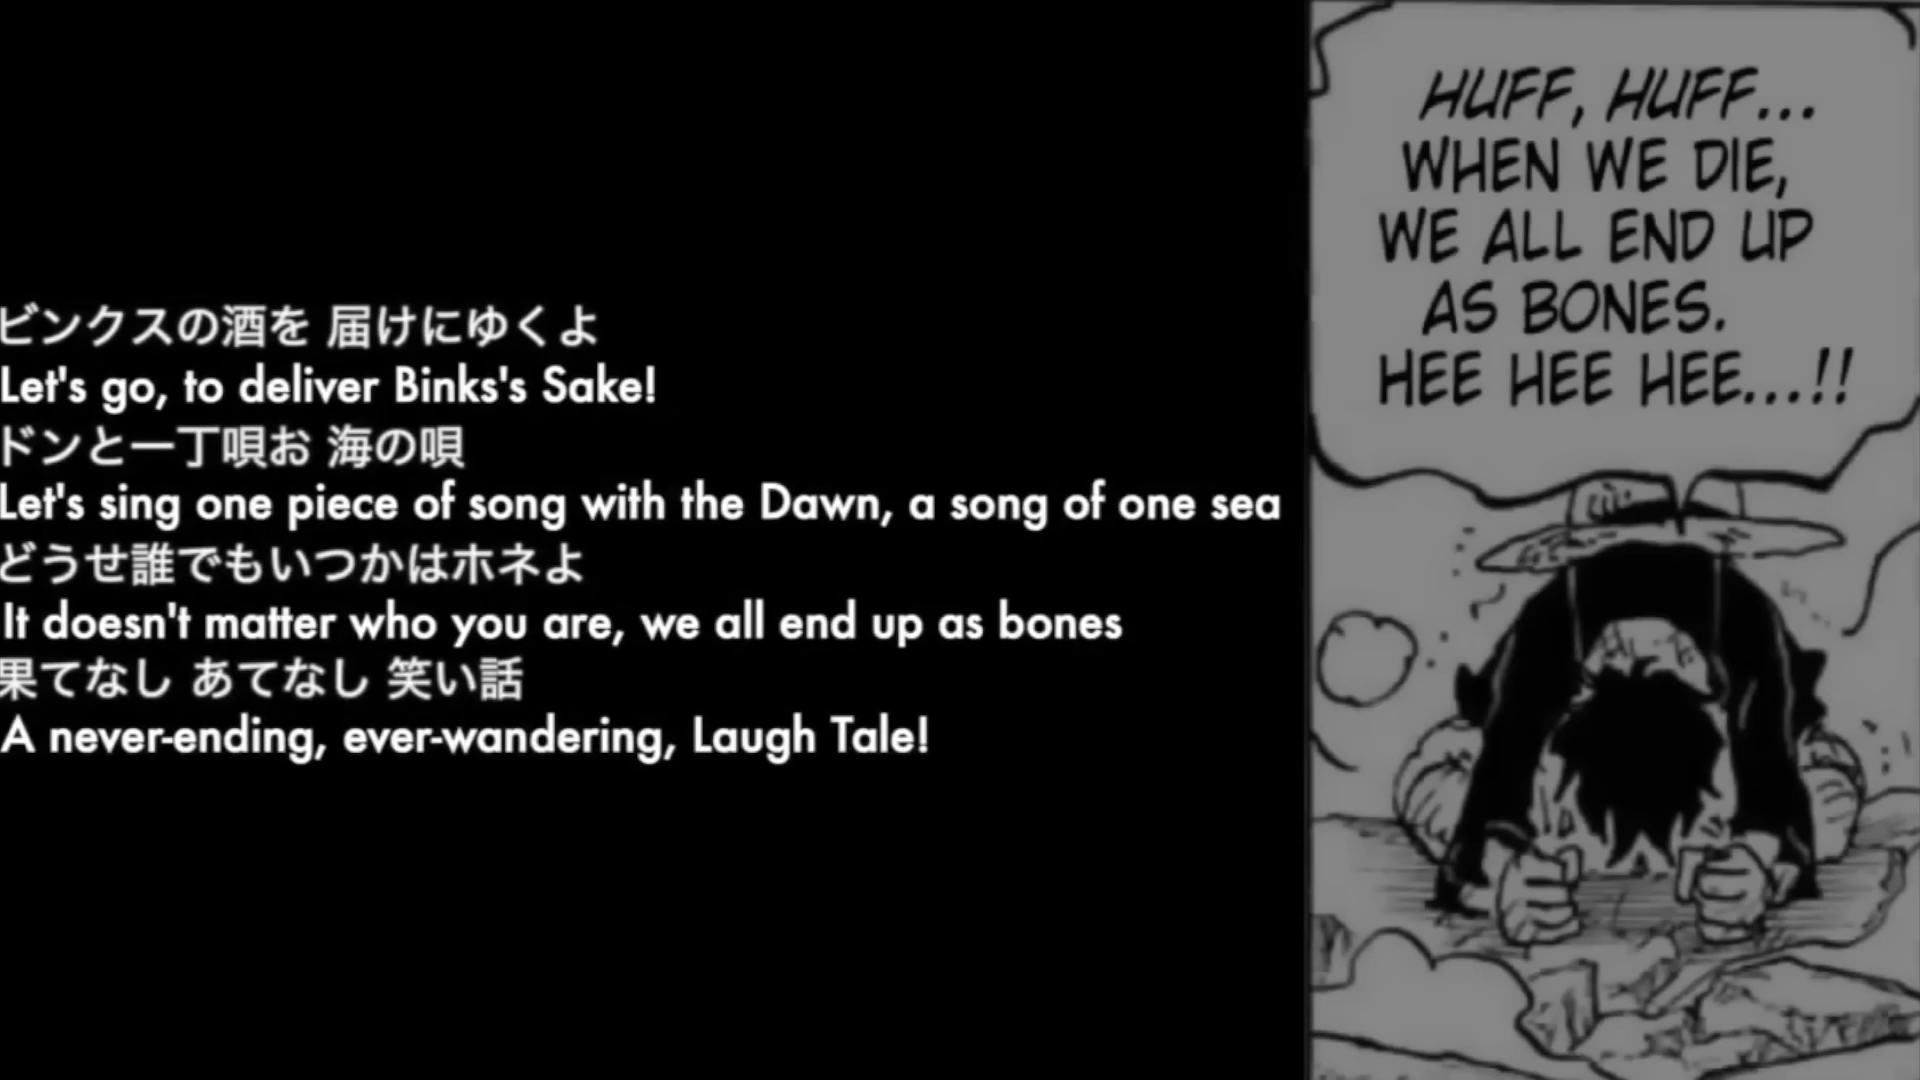 ビンクスの酒を 届けにゆくよ
Let's go, to deliver Binks's Sake!
ドンと一丁唄お 海の唄
Let's sing one piece of song with the Dawn, a song of one sea
どうせ誰でもいつかはホネよ
It doesn't matter who you are, we all end up as bones
果てなし あてなし 笑い話
A never-ending, ever-wandering, Laugh Tale!
HUFF, HUFF...
WHEN WE DIE,
WE ALL END UP
AS BONES.
HEE HEE HEE...!!